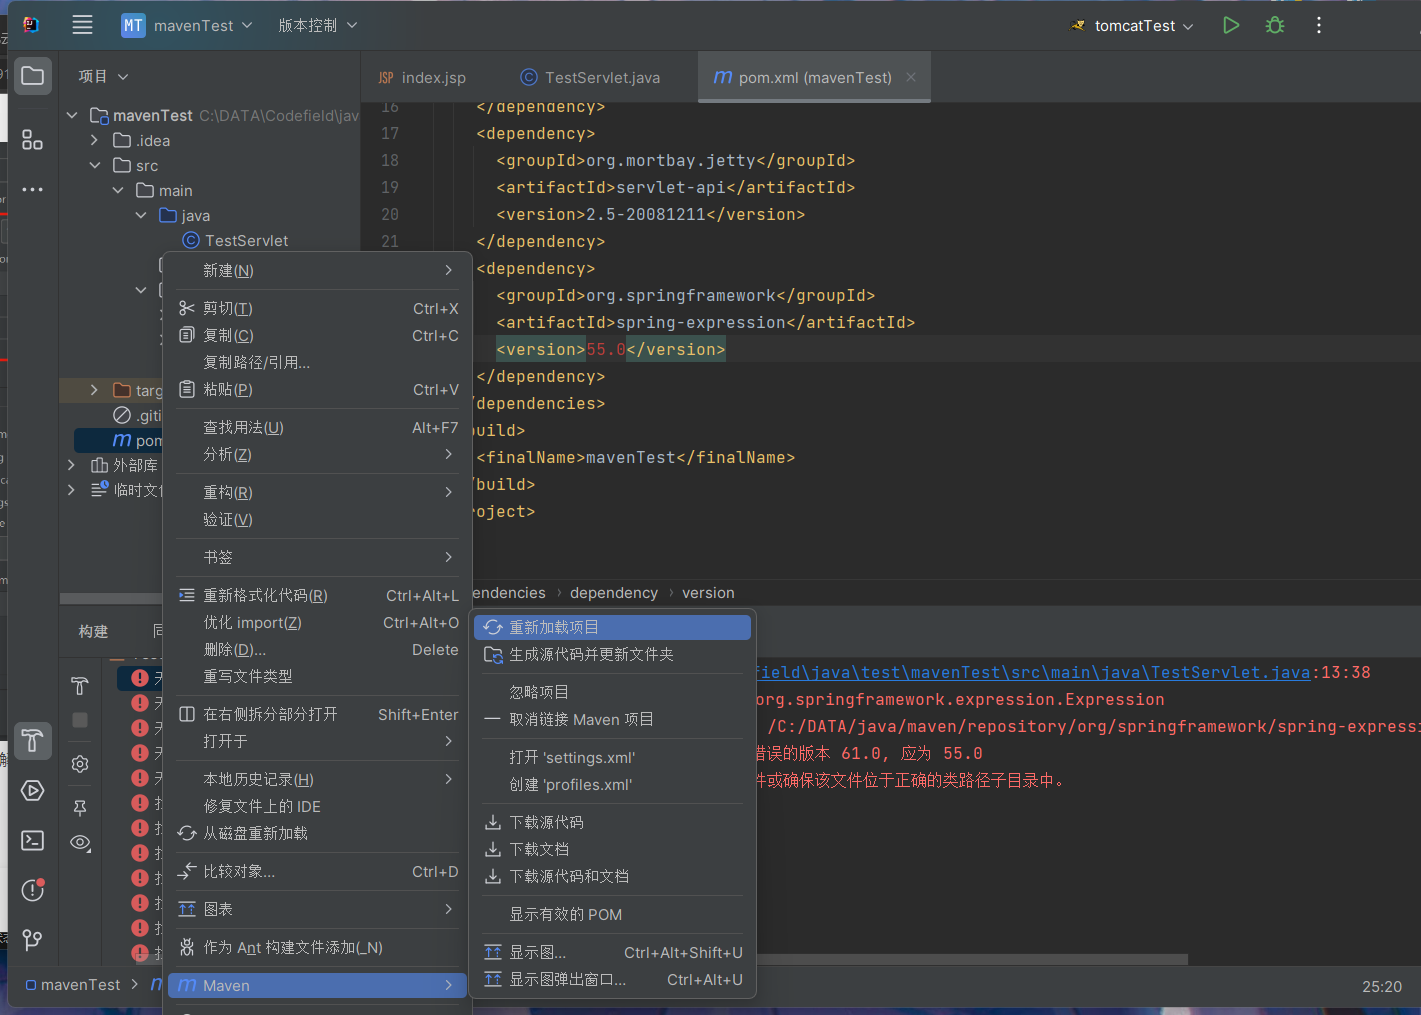 MT mavenTest
版本控制
tomcatTest
项目
JSP index.jsp
TestServlet.java
pom.xml (mavenTest)
mavenTest C:\DATA\Codefield\jav
.idea
src
main
java
TestServlet
targ
.giti
pom
外部库
临时文件
16 </dependency>
17 <dependency>
18 <groupId>org.mortbay.jetty</groupId>
19 <artifactId>servlet-api</artifactId>
20 <version>2.5-20081211</version>
21 </dependency>
<dependency>
<groupId>org.springframework</groupId>
<artifactId>spring-expression</artifactId>
<version>55.0</version>
</dependency>
/dependencies>
uild>
<finalName>mavenTest</finalName>
/build>
oject>
endencies › dependency › version
新建(N)
剪切(T) Ctrl+X
复制(C) Ctrl+C
复制路径/引用...
粘贴(P) Ctrl+V
查找用法(U) Alt+F7
分析(Z)
重构(R)
验证(V)
书签
重新格式化代码(R) Ctrl+Alt+L
优化 import(Z) Ctrl+Alt+O
删除(D)... Delete
重写文件类型
在右侧拆分部分打开 Shift+Enter
打开于
本地历史记录(H)
修复文件上的 IDE
从磁盘重新加载
比较对象... Ctrl+D
图表
作为 Ant 构建文件添加(_N)
Maven
重新加载项目
生成源代码并更新文件夹
忽略项目
取消链接 Maven 项目
打开 'settings.xml'
创建 'profiles.xml'
下载源代码
下载文档
下载源代码和文档
显示有效的 POM
显示图... Ctrl+Alt+Shift+U
显示图弹出窗口... Ctrl+Alt+U
构建
field\java\test\mavenTest\src\main\java\TestServlet.java:13:38
org.springframework.expression.Expression
/C:/DATA/java/maven/repository/org/springframework/spring-expressi
错误的版本 61.0, 应为 55.0
件或确保该文件位于正确的类路径子目录中。
mavenTest
25:20